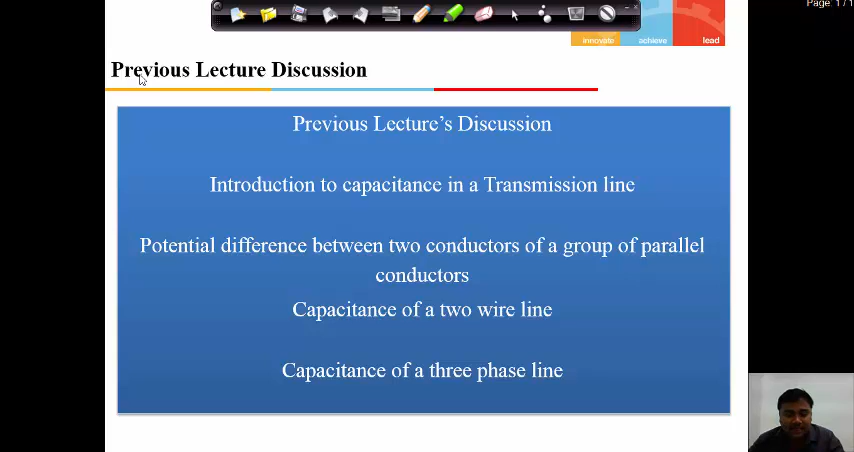 Page: 1 / 1
innovate achieve lead
Previous Lecture Discussion
Previous Lecture's Discussion
Introduction to capacitance in a Transmission line
Potential difference between two conductors of a group of parallel
conductors
Capacitance of a two wire line
Capacitance of a three phase line